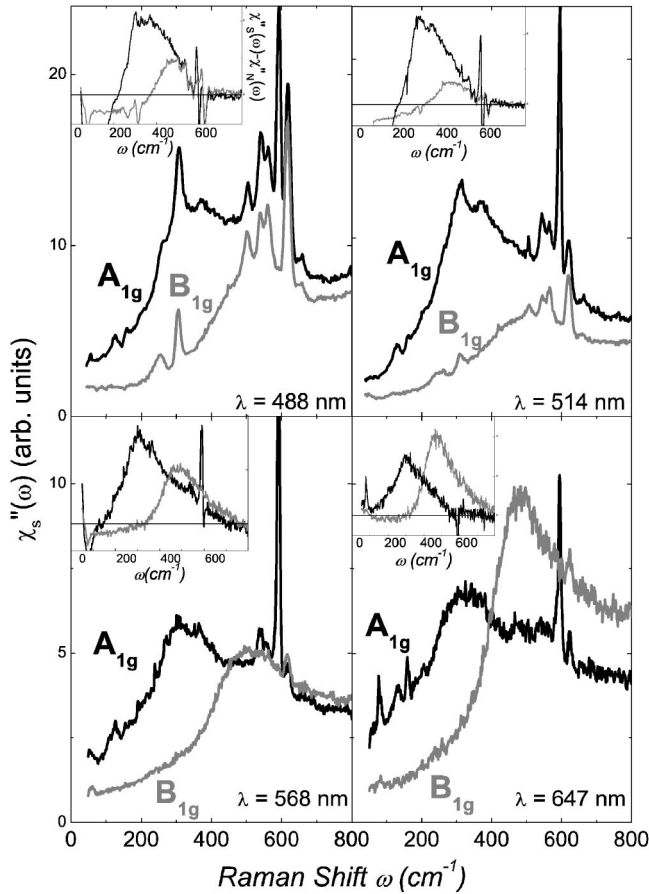 20
10
0
χ"S(ω)-χ"N(ω)
200 400 600
ω (cm-1)
A1g
B1g
λ = 488 nm
200 400 600
ω (cm-1)
A1g
B1g
λ = 514 nm
χs"(ω) (arb. units)
10
5
0
0 200 400 600
ω(cm-1)
A1g
B1g
λ = 568 nm
0 200 400 600
ω (cm-1)
A1g
B1g
λ = 647 nm
0 200 400 600 800 200 400 600 800
Raman Shift ω (cm-1)